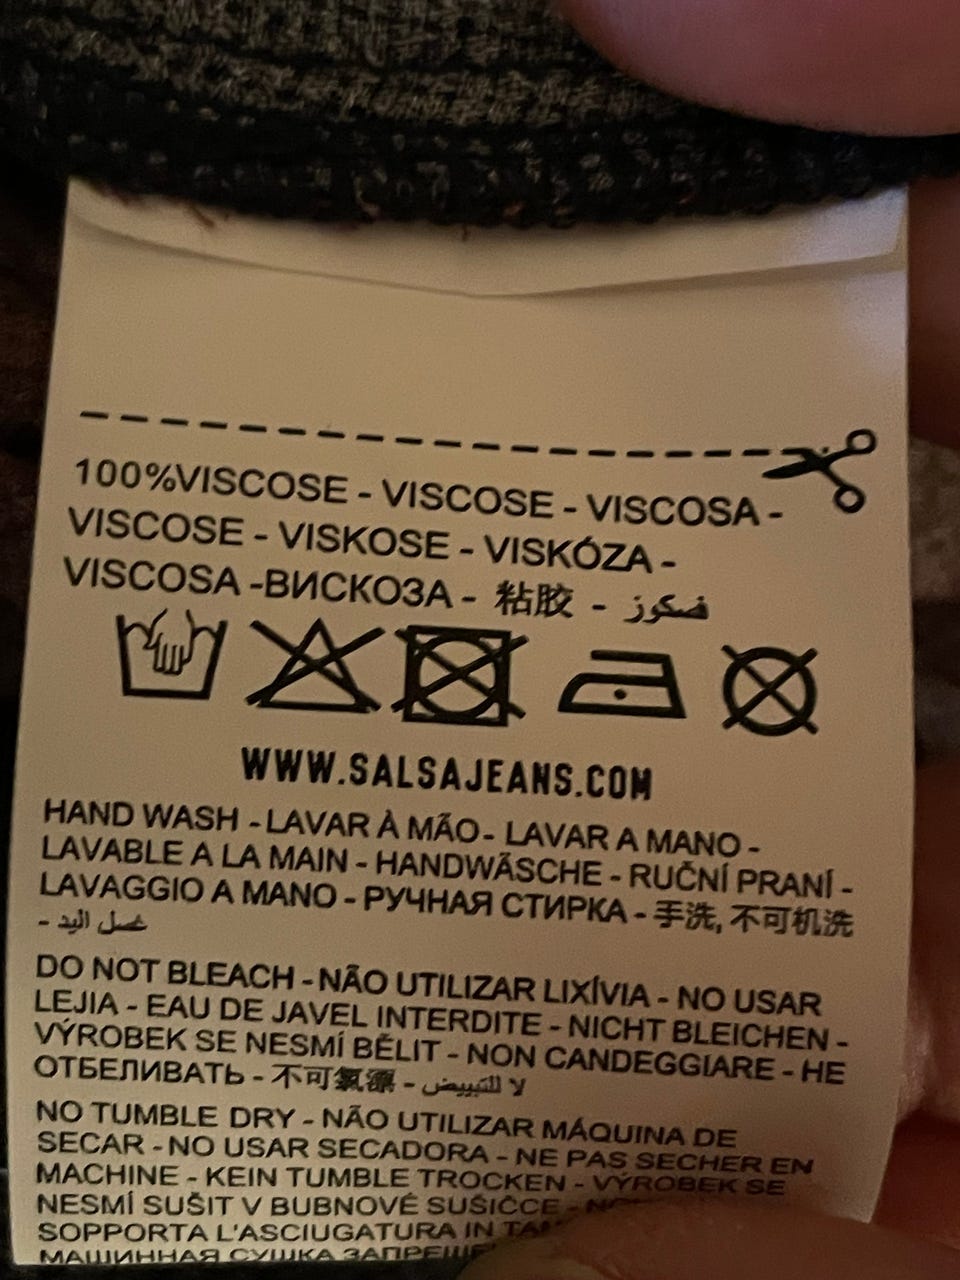 100%VISCOSE - VISCOSE - VISCOSA -
VISCOSE - VISKOSE - VISKÓZA -
VISCOSA -ВИСКОЗА - 粘胶 - فسكوز
WWW.SALSAJEANS.COM
HAND WASH - LAVAR À MÃO - LAVAR A MANO -
LAVABLE A LA MAIN - HANDWÄSCHE - RUČNÍ PRANÍ -
LAVAGGIO A MANO - РУЧНАЯ СТИРКА - 手洗, 不可机洗
- غسل اليد
DO NOT BLEACH - NÃO UTILIZAR LIXÍVIA - NO USAR
LEJIA - EAU DE JAVEL INTERDITE - NICHT BLEICHEN -
VÝROBEK SE NESMÍ BĚLIT - NON CANDEGGIARE - НЕ
ОТБЕЛИВАТЬ - 不可氯漂 - لا للتبييض
NO TUMBLE DRY - NÃO UTILIZAR MÁQUINA DE
SECAR - NO USAR SECADORA - NE PAS SECHER EN
MACHINE - KEIN TUMBLE TROCKEN - VÝROBEK SE
NESMÍ SUŠIT V BUBNOVÉ SUŠIČCE -
SOPPORTA L'ASCIUGATURA IN
МАШИННАЯ СУШКА